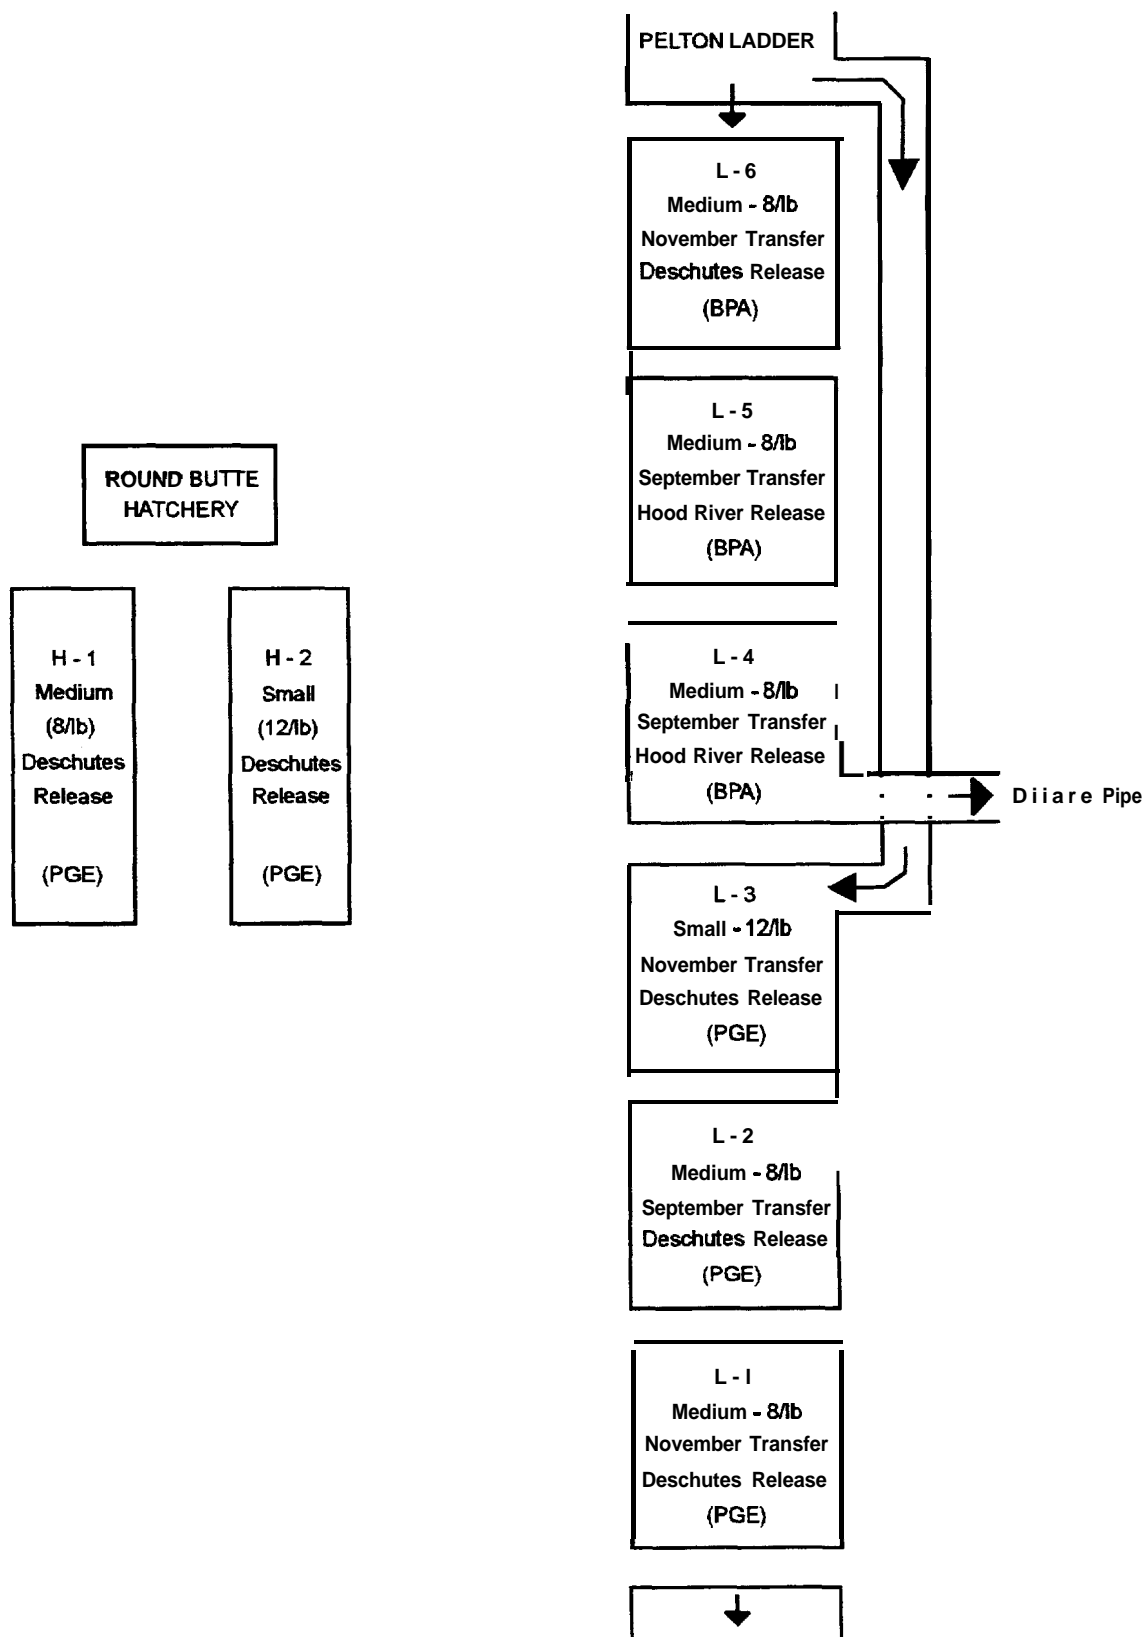 PELTON LADDER
L - 6
Medium - 8/lb
November Transfer
Deschutes Release
(BPA)
L - 5
Medium - 8/lb
September Transfer
Hood River Release
(BPA)
ROUND BUTTE
HATCHERY
H - 1
Medium
(8/lb)
Deschutes
Release
(PGE)
H - 2
Small
(12/lb)
Deschutes
Release
(PGE)
L - 4
Medium - 8/lb
September Transfer
Hood River Release
(BPA)
Diiare Pipe
L - 3
Small - 12/lb
November Transfer
Deschutes Release
(PGE)
L - 2
Medium - 8/lb
September Transfer
Deschutes Release
(PGE)
L - I
Medium - 8/lb
November Transfer
Deschutes Release
(PGE)